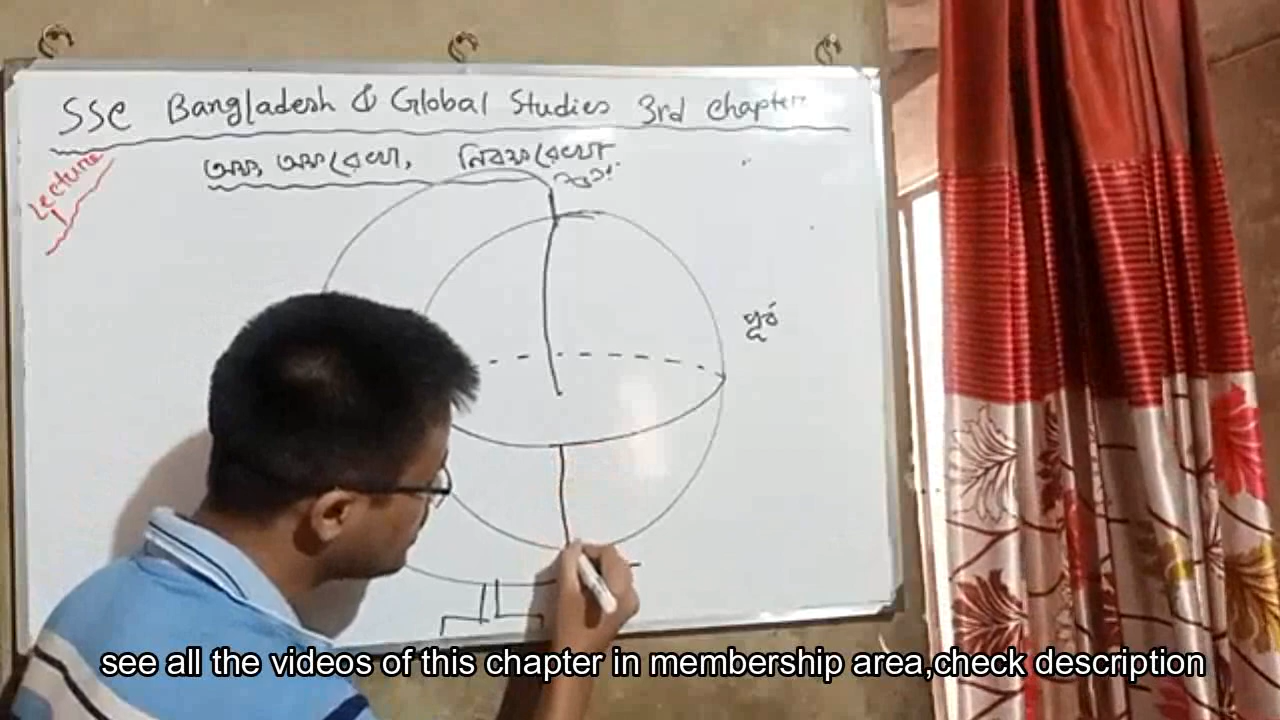 SSC Bangladesh & Global Studies 3rd chapter
অক্ষ, অক্ষরেখা, নিরক্ষরেখা
Lecture
1
পূর্ব
see all the videos of this chapter in membership area,check description